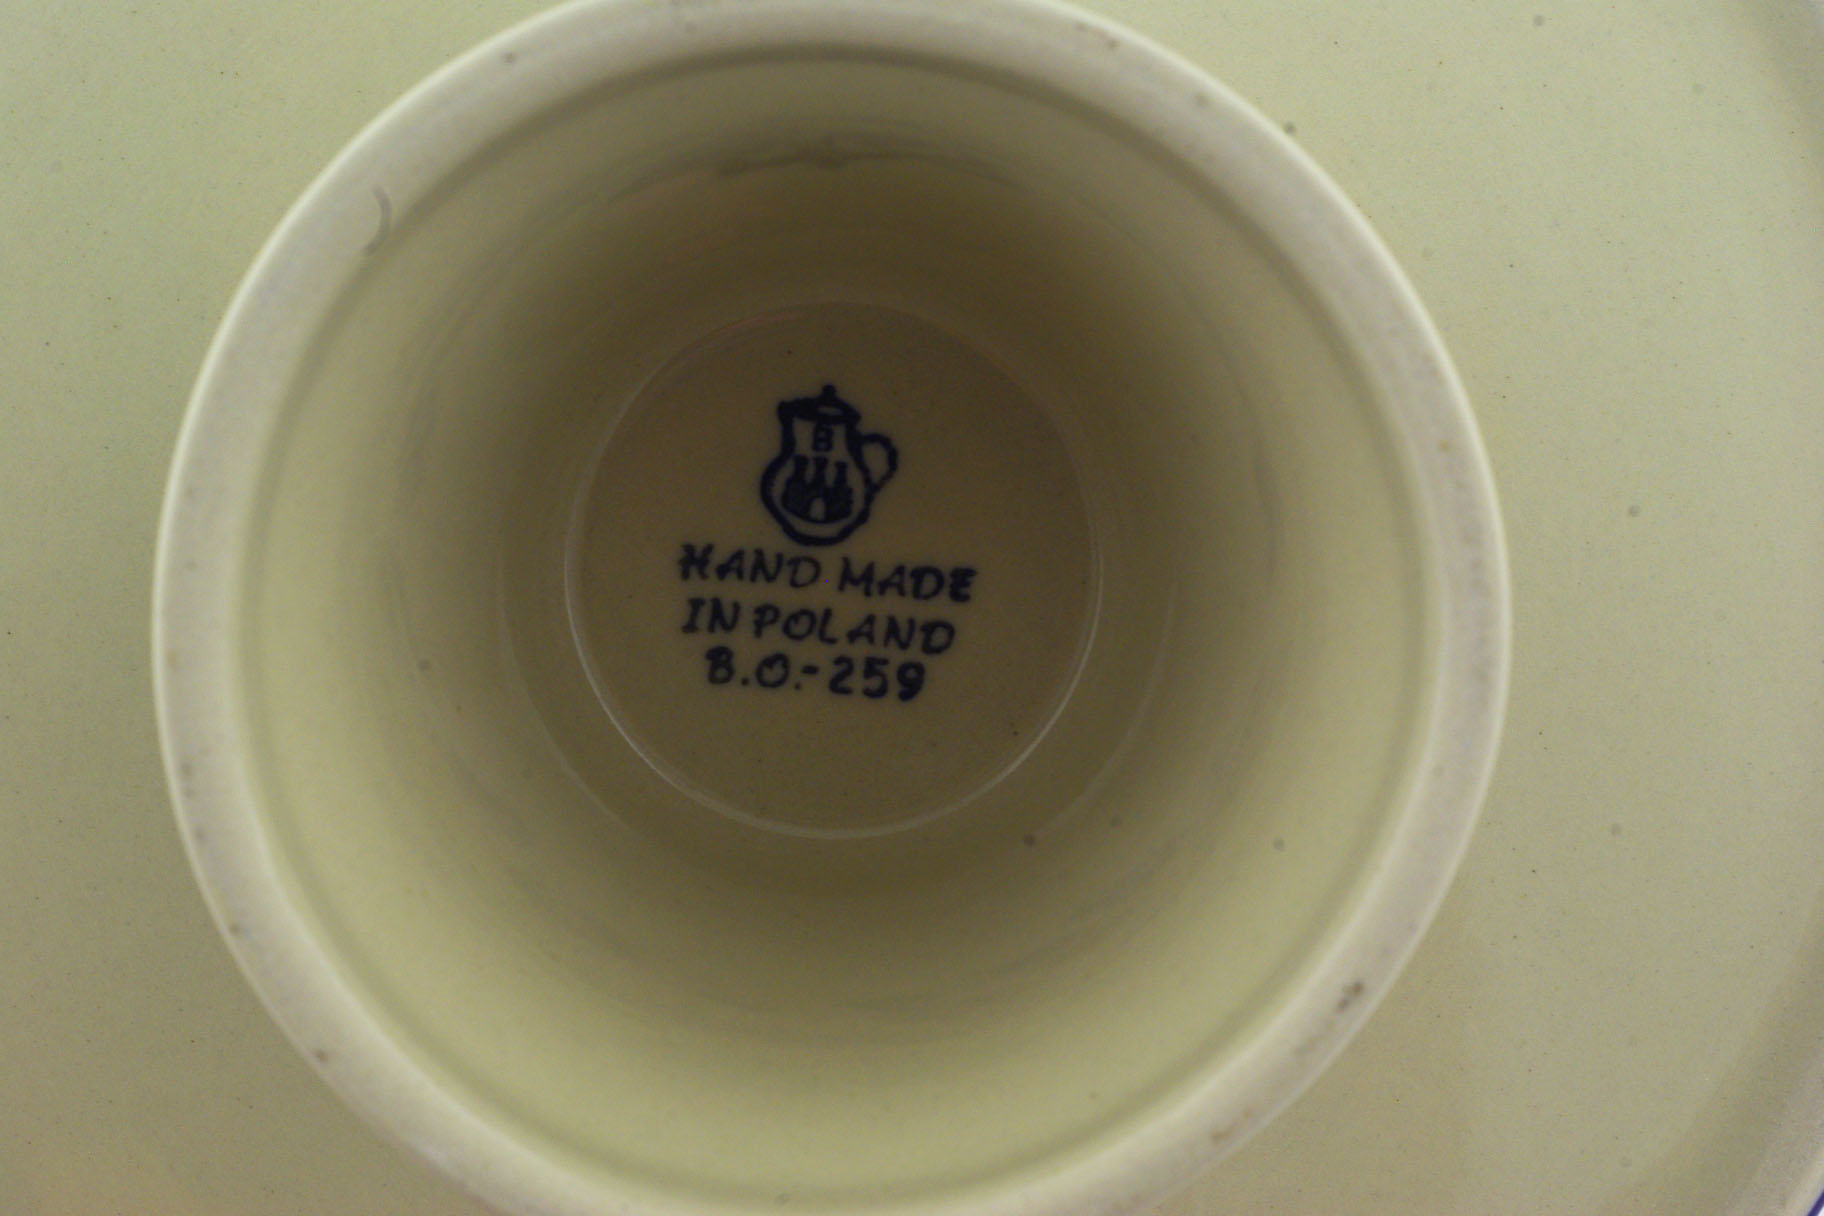 B
HAND MADE
IN POLAND
B.O.-259